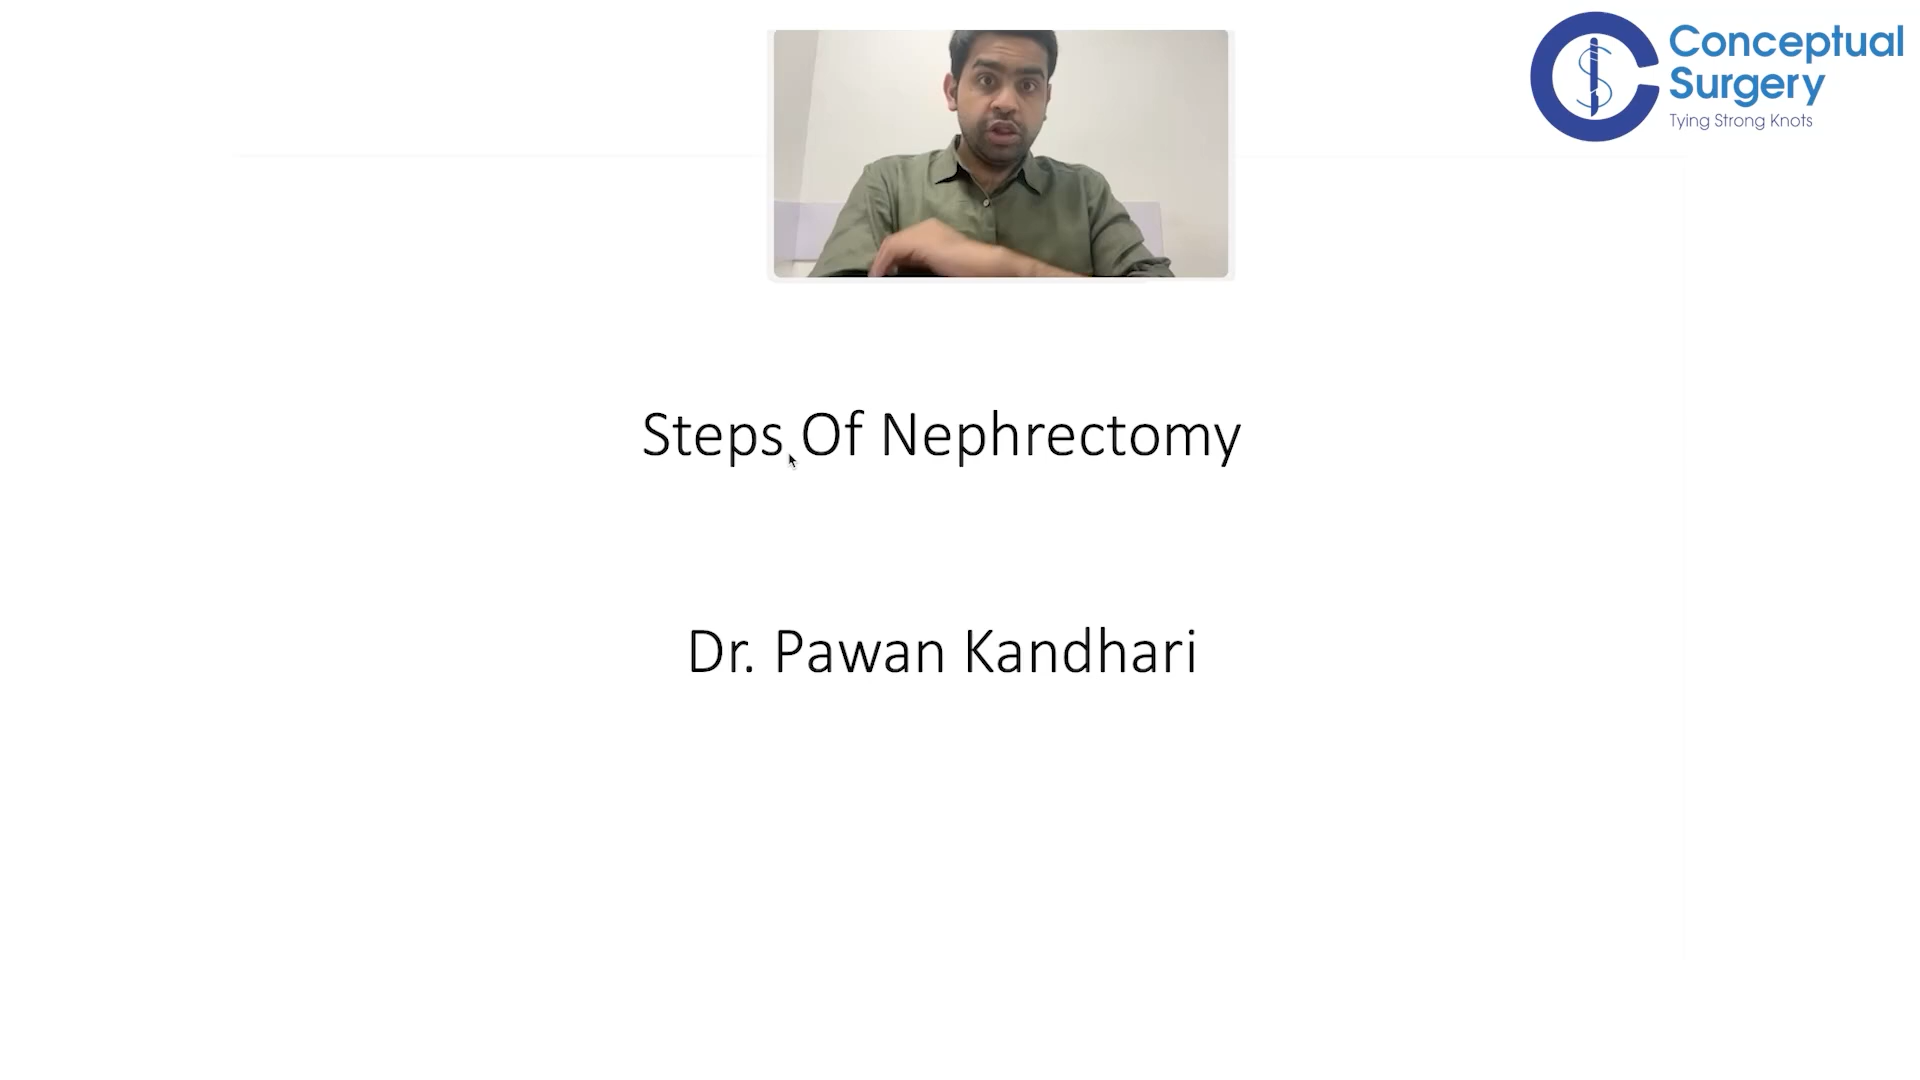 Conceptual
Surgery
Tying Strong Knots
Steps Of Nephrectomy
Dr. Pawan Kandhari